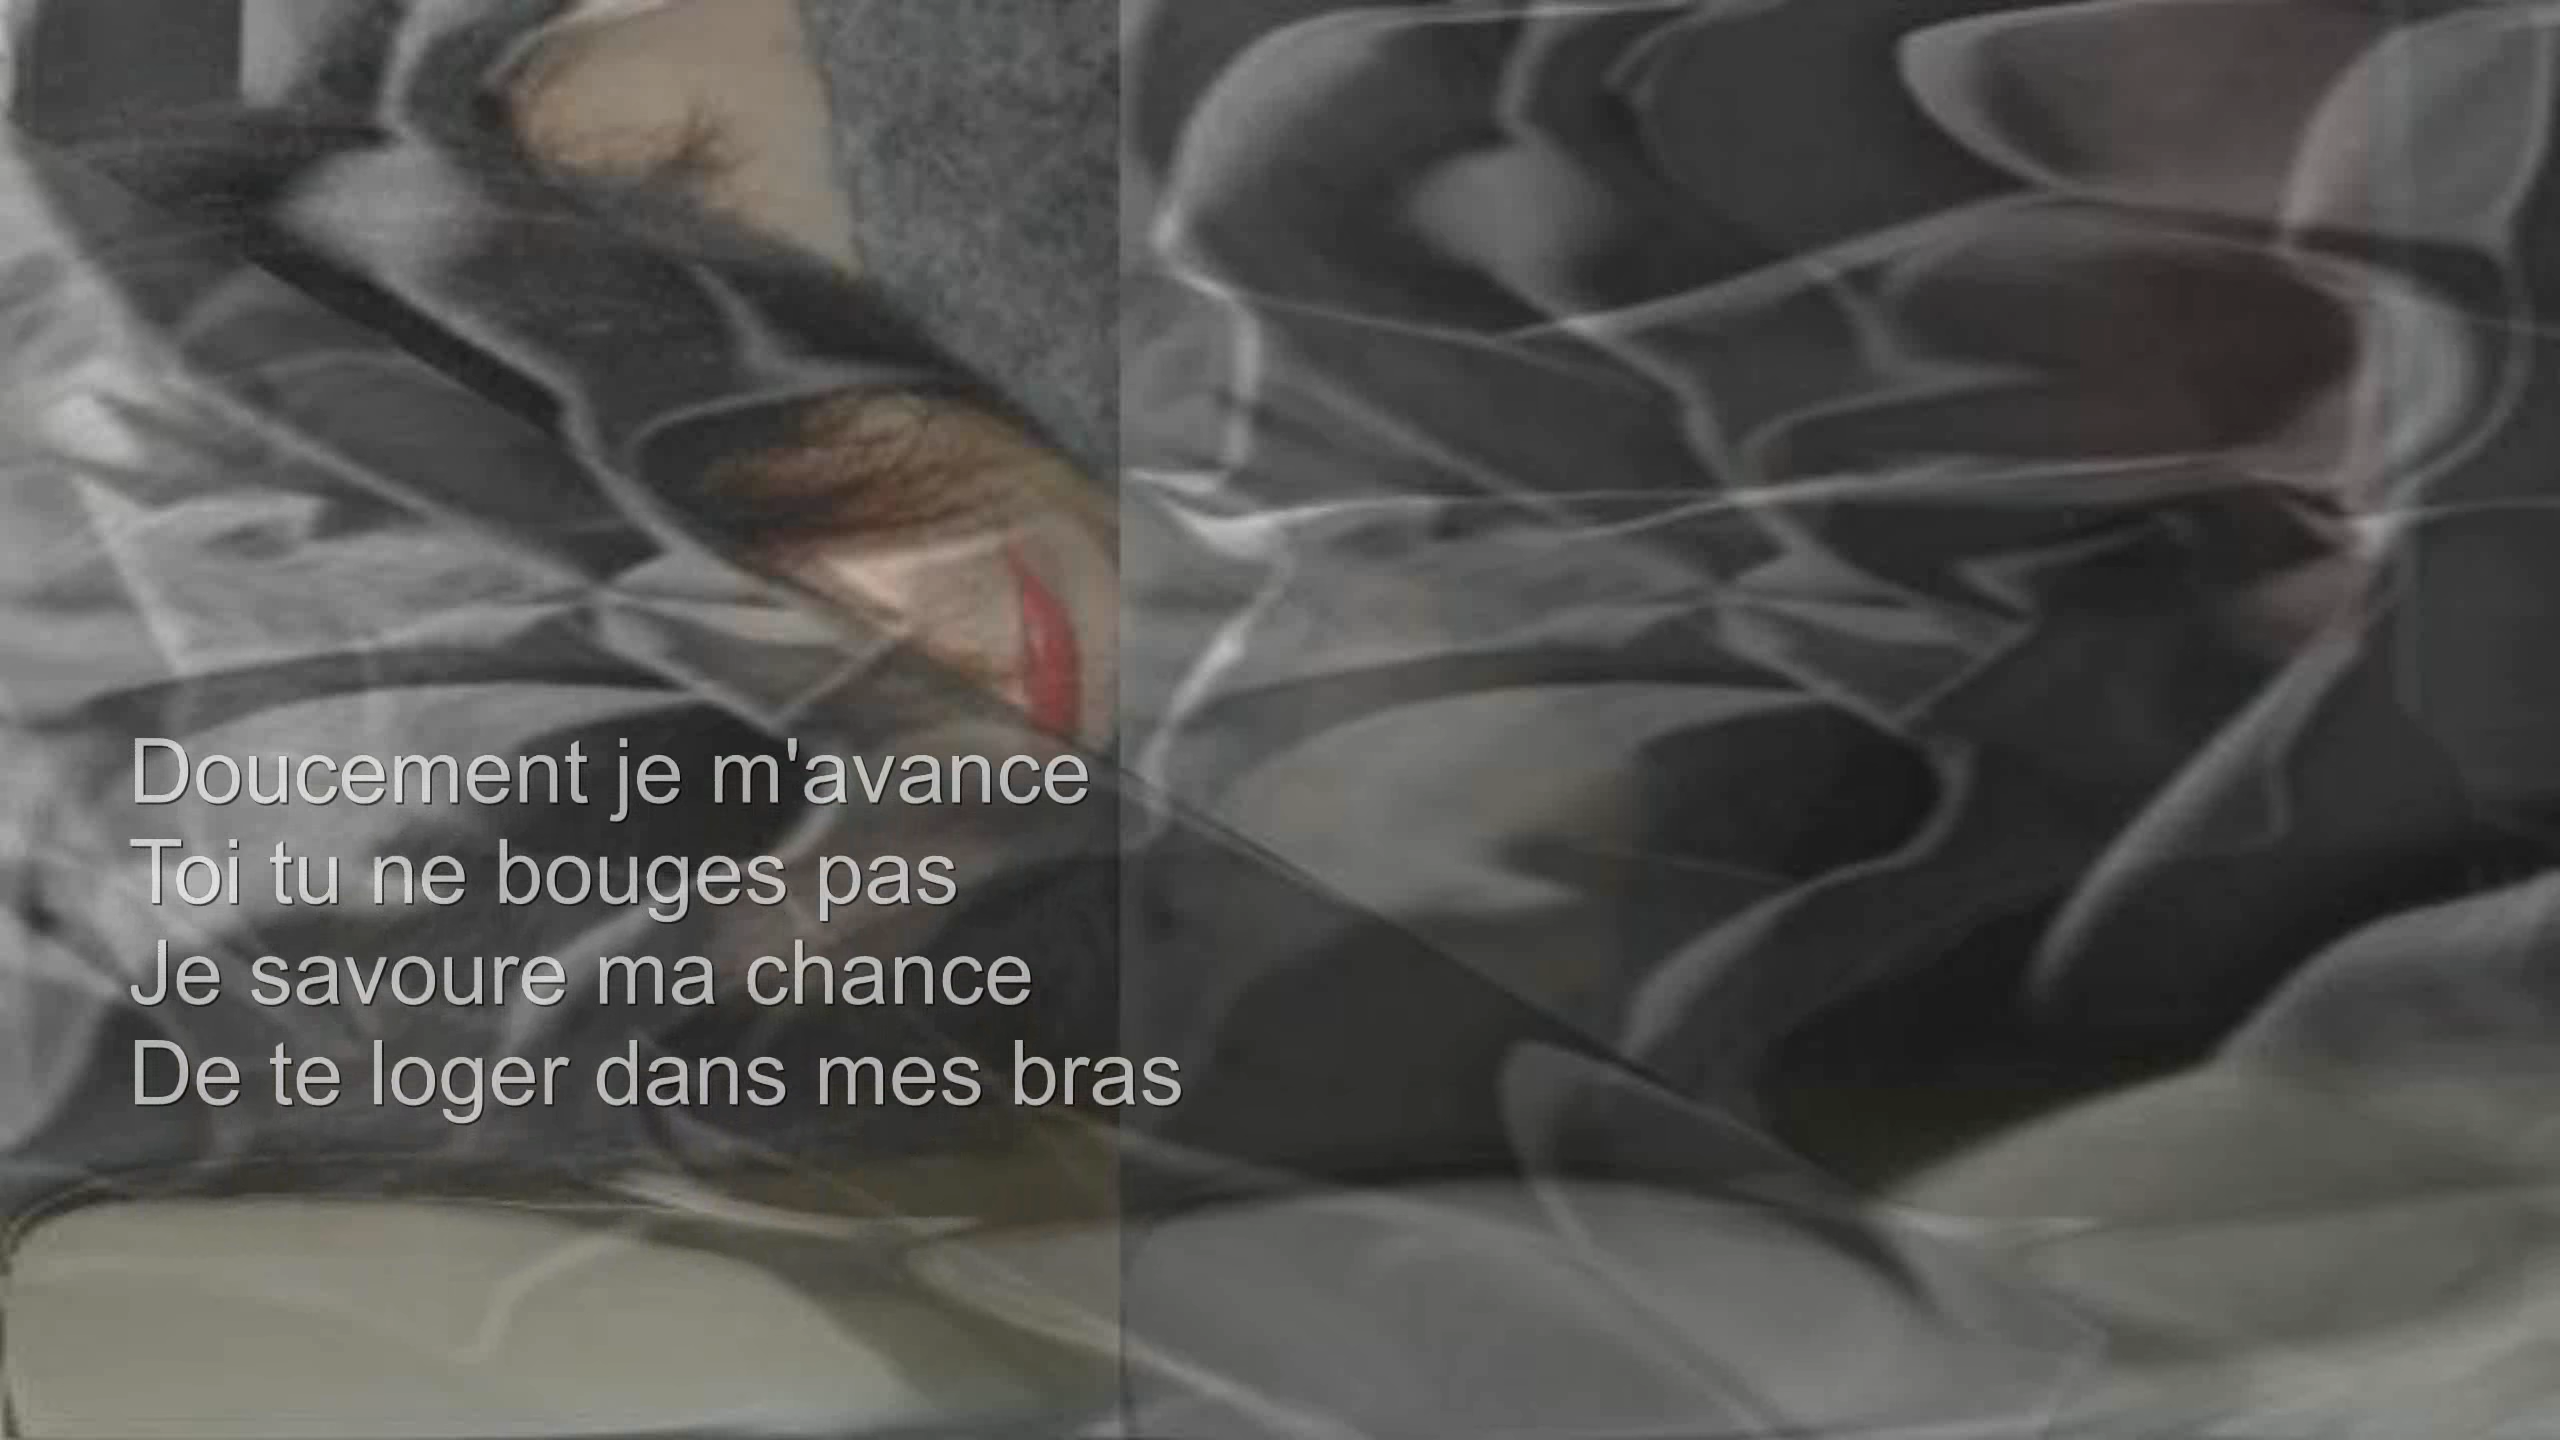 Doucement je m'avance
Toi tu ne bouges pas
Je savoure ma chance
De te loger dans mes bras